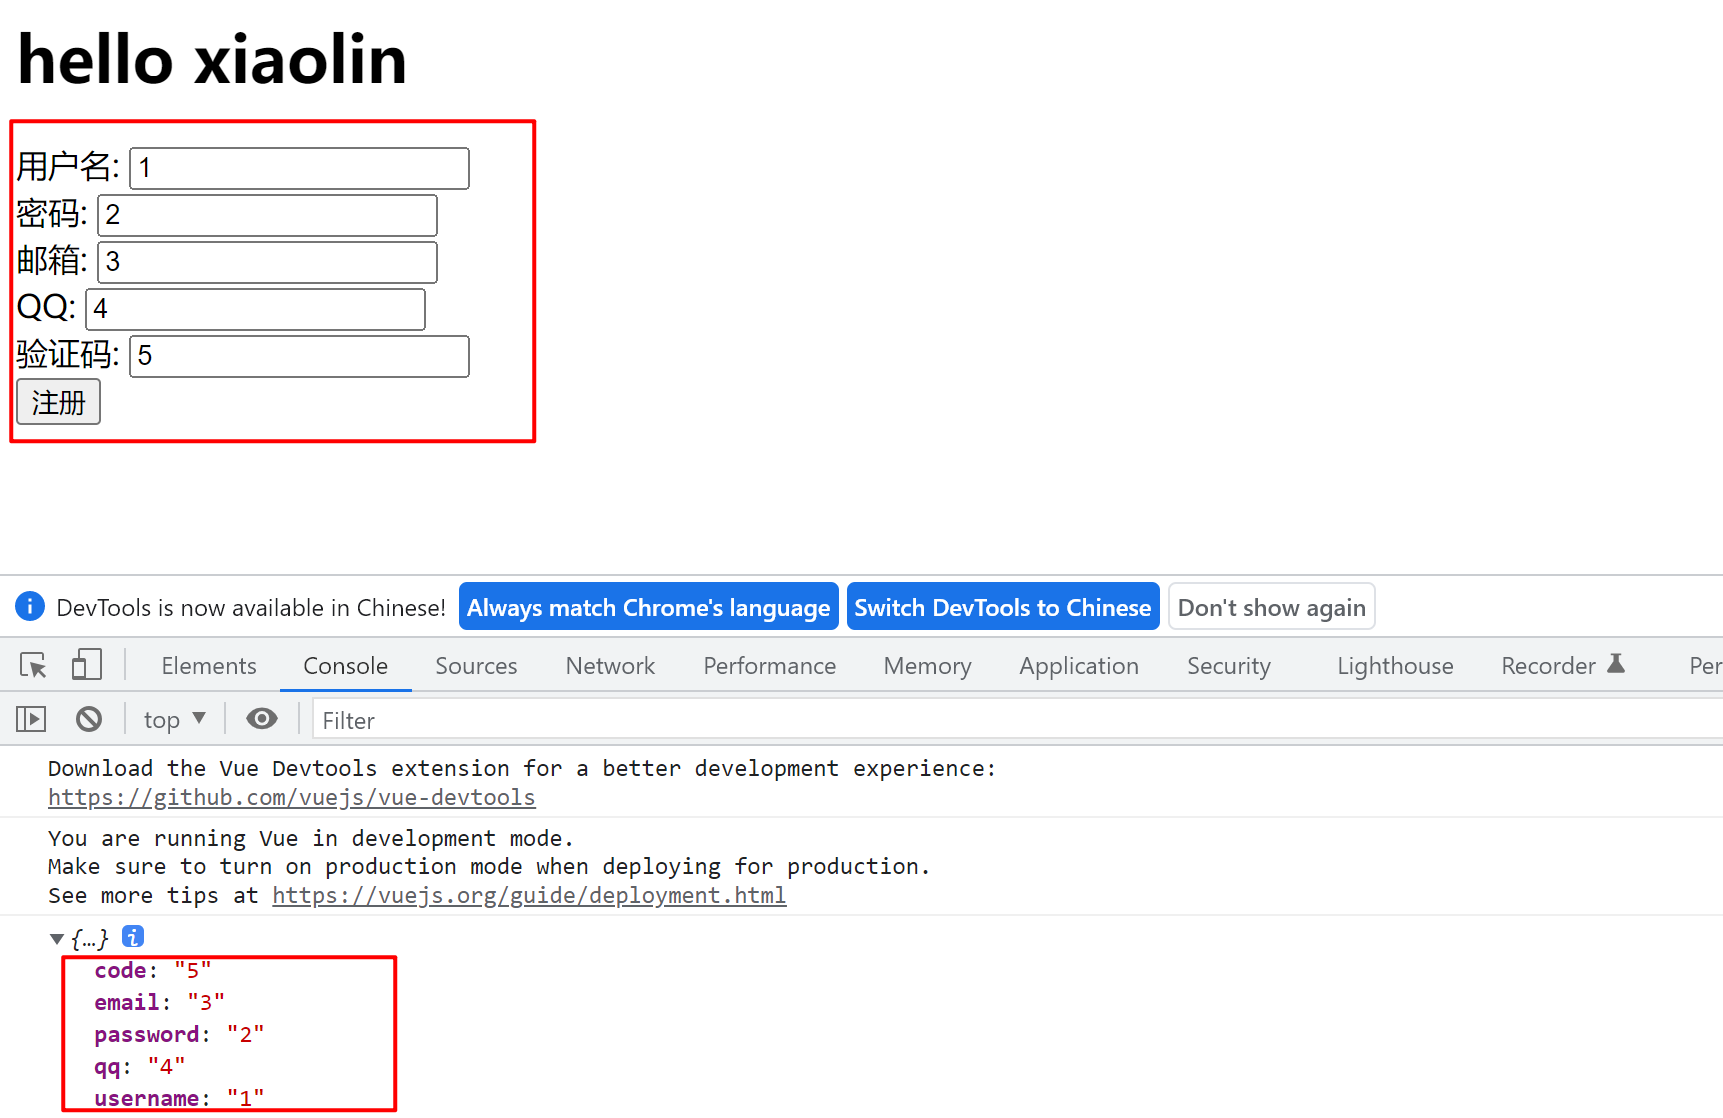 hello xiaolin
用户名: 1
密码: 2
邮箱: 3
QQ: 4
验证码: 5
注册
DevTools is now available in Chinese! Always match Chrome's language Switch DevTools to Chinese Don't show again
Elements Console Sources Network Performance Memory Application Security Lighthouse Recorder Per
top Filter
Download the Vue Devtools extension for a better development experience:
https://github.com/vuejs/vue-devtools
You are running Vue in development mode.
Make sure to turn on production mode when deploying for production.
See more tips at https://vuejs.org/guide/deployment.html
{…} i
code: "5"
email: "3"
password: "2"
qq: "4"
username: "1"